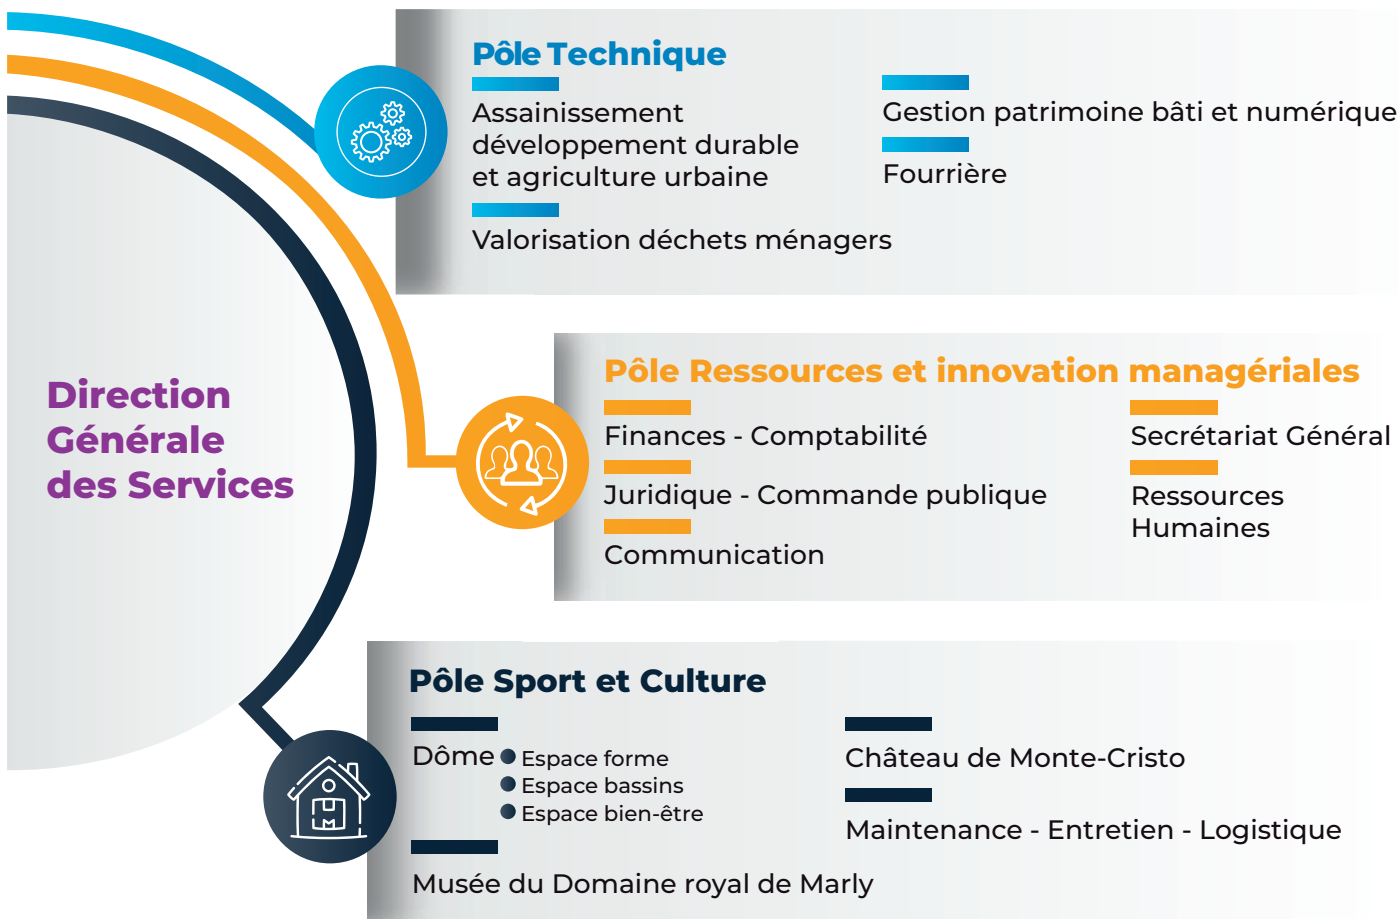 Direction
Générale
des Services
Pôle Technique
Assainissement
développement durable
et agriculture urbaine
Valorisation déchets ménagers
Gestion patrimoine bâti et numérique
Fourrière
Pôle Ressources et innovation managériales
Finances - Comptabilité
Juridique - Commande publique
Communication
Secrétariat Général
Ressources
Humaines
Pôle Sport et Culture
Dôme
Espace forme
Espace bassins
Espace bien-être
Musée du Domaine royal de Marly
Château de Monte-Cristo
Maintenance - Entretien - Logistique